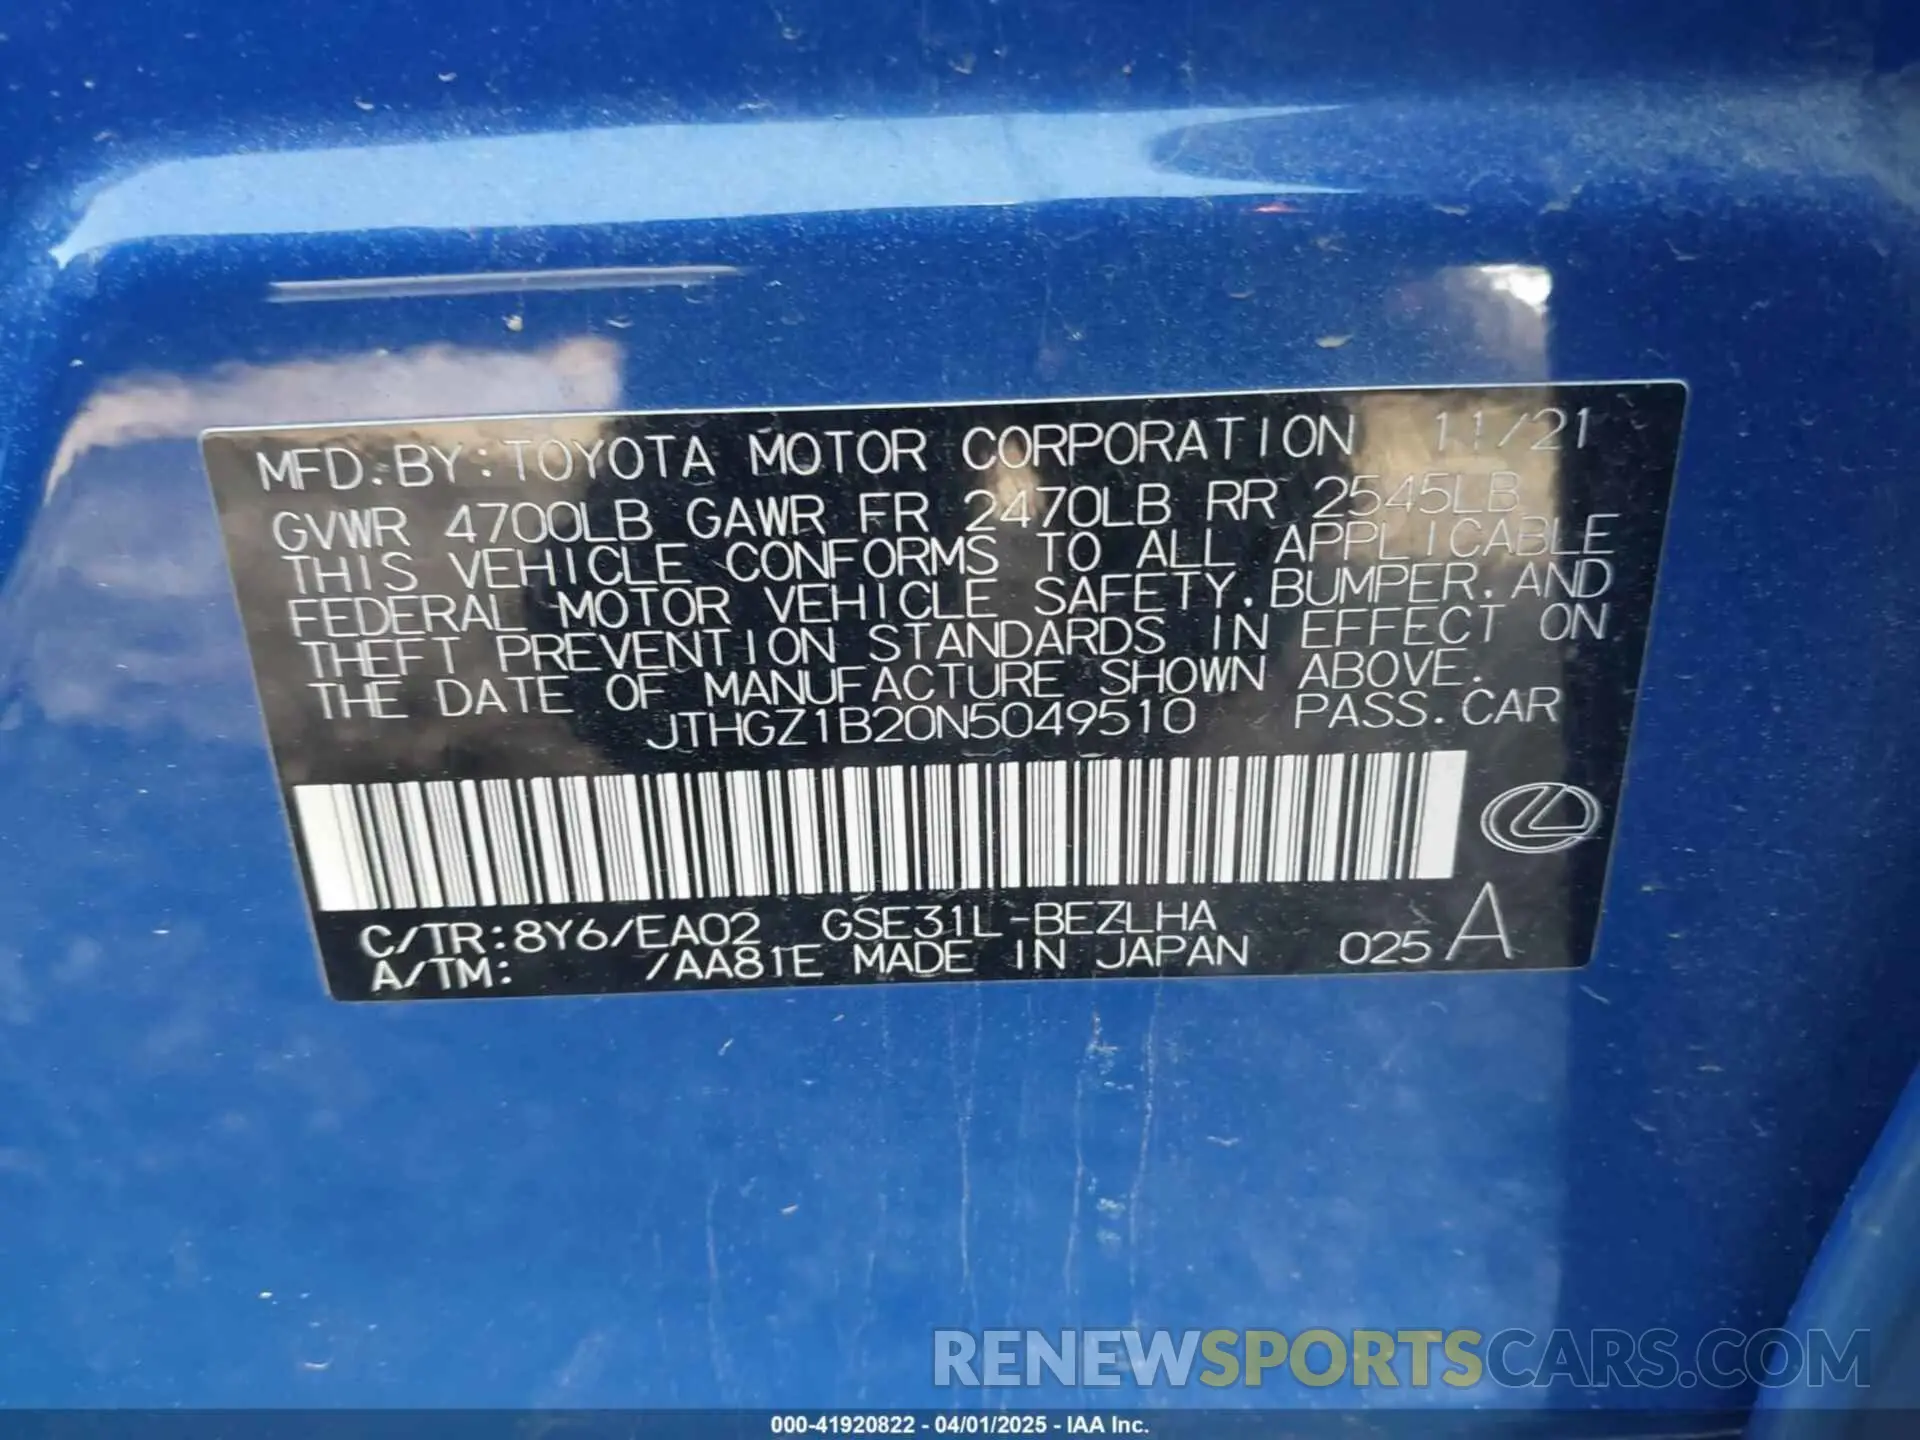 MFD. BY: TOYOTA MOTOR CORPORATION 11/21
GVWR 4700LB GAWR FR 2470LB RR 2545LB
THIS VEHICLE CONFORMS TO ALL APPLICABLE
FEDERAL MOTOR VEHICLE SAFETY, BUMPER, AND
THEFT PREVENTION STANDARDS IN EFFECT ON
THE DATE OF MANUFACTURE SHOWN ABOVE.
JTHGZ1B20N5049510 PASS. CAR
C/TR:8Y6/EA02 GSE31L-BEZLHA
A/TM: /AA81E MADE IN JAPAN 025 A
RENEWSPORTSCARS.COM
000-41920822 - 04/01/2025 - IAA Inc.